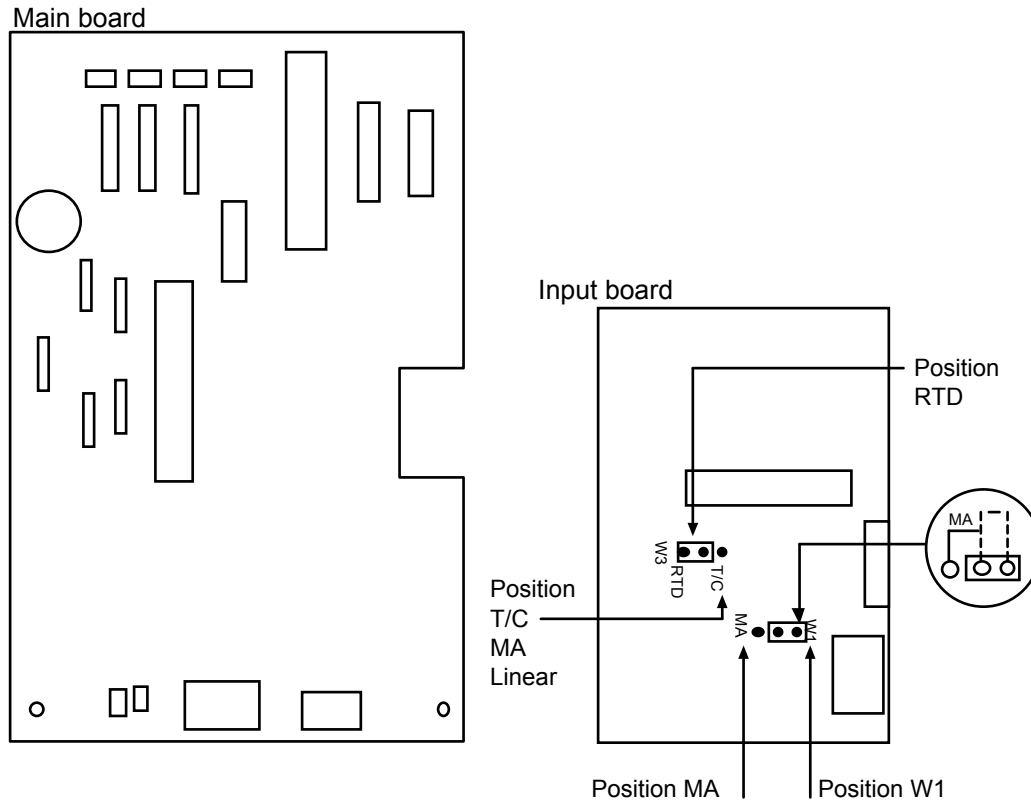 Main board
Input board
Position
RTD
MA
W3
RTD
T/C
Position
T/C
MA
Linear
MA
W1
Position MA
Position W1